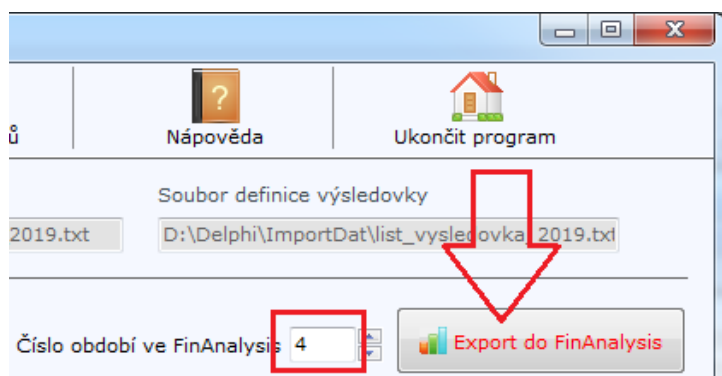 ů
Nápověda
Ukončit program
Soubor definice výsledovky
2019.txt
D:\Delphi\ImportDat\list_vysledovka_2019.txt
Číslo období ve FinAnalysis
4
Export do FinAnalysis